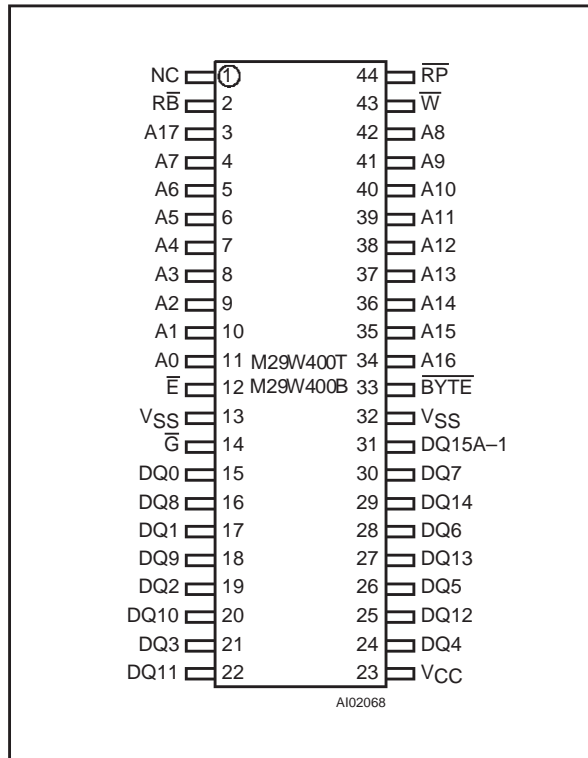 NC 1 44 R̅P̅
RB̅ 2 43 W̅
A17 3 42 A8
A7 4 41 A9
A6 5 40 A10
A5 6 39 A11
A4 7 38 A12
A3 8 37 A13
A2 9 36 A14
A1 10 35 A15
A0 11 M29W400T 34 A16
E̅ 12 M29W400B 33 B̅Y̅T̅E̅
VSS 13 32 VSS
G̅ 14 31 DQ15A–1
DQ0 15 30 DQ7
DQ8 16 29 DQ14
DQ1 17 28 DQ6
DQ9 18 27 DQ13
DQ2 19 26 DQ5
DQ10 20 25 DQ12
DQ3 21 24 DQ4
DQ11 22 23 VCC
AI02068